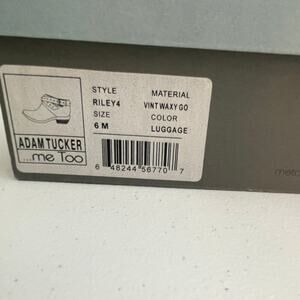 STYLE
RILEY4
SIZE
6 M
MATERIAL
VINT WAXY GO
COLOR
LUGGAGE
ADAM TUCKER
...me Too
6 48244 56770 7